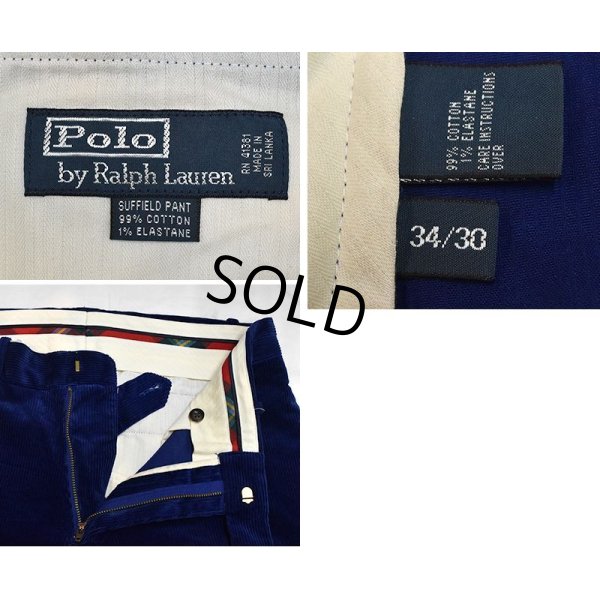 Polo
by Ralph Lauren
RN 41381
MADE IN
SRI LANKA
SUFFIELD PANT
99% COTTON
1% ELASTANE
99% COTTON
1% ELASTANE
CARE INSTRUCTIONS
OVER
34/30
SOLD